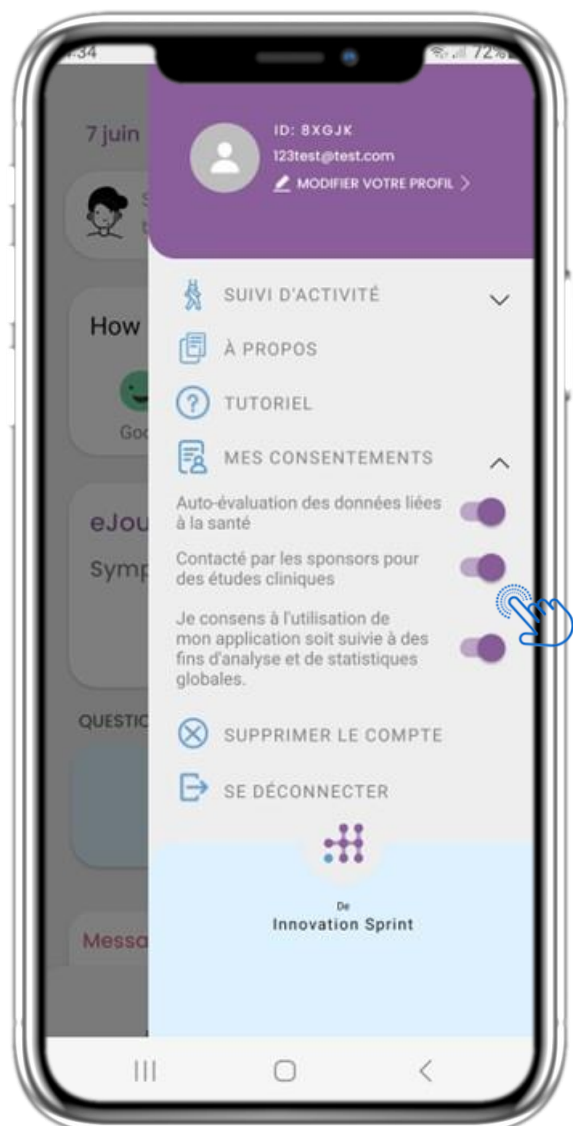 :34
72%
7 juin
ID: 8XGJK
123test@test.com
MODIFIER VOTRE PROFIL >
SUIVI D'ACTIVITÉ
How
À PROPOS
TUTORIEL
MES CONSENTEMENTS
Auto-évaluation des données liées
à la santé
eJou
Contacté par les sponsors pour
des études cliniques
Symp
Je consens à l'utilisation de
mon application soit suivie à des
fins d'analyse et de statistiques
globales.
QUESTIO
SUPPRIMER LE COMPTE
SE DÉCONNECTER
De
Innovation Sprint
Messa